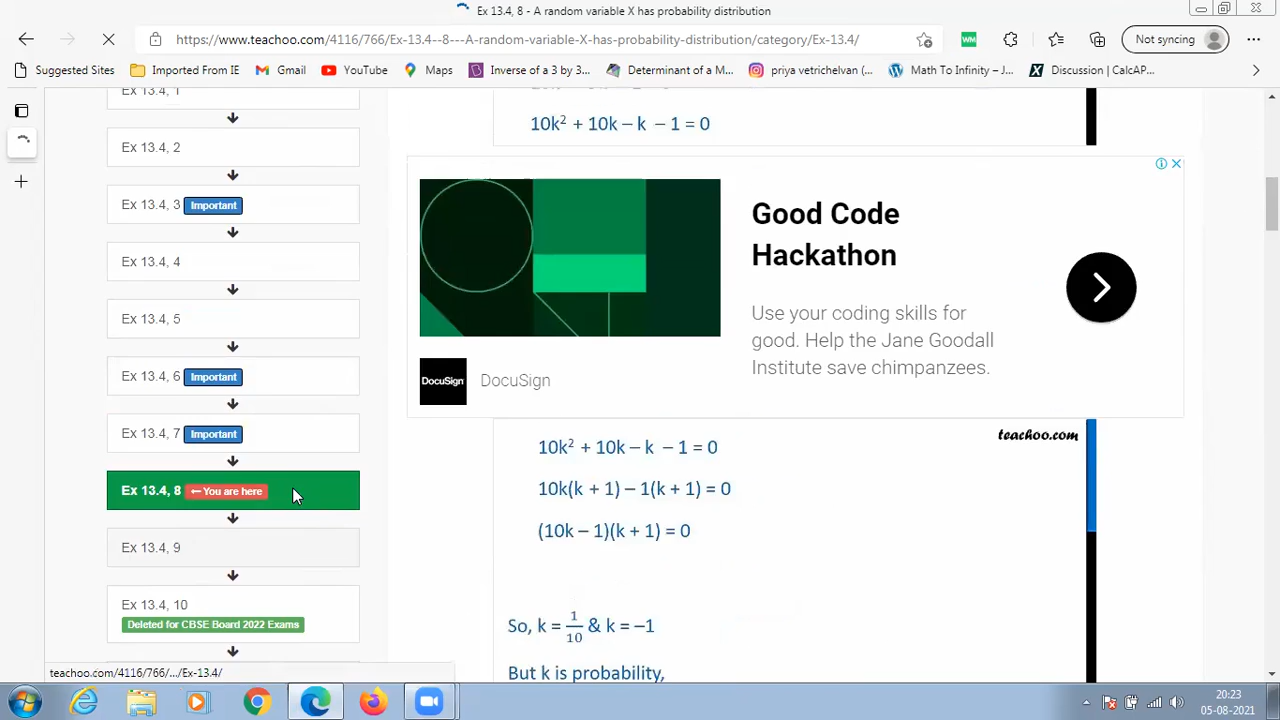 Ex 13.4, 8 - A random variable X has probability distribution
https://www.teachoo.com/4116/766/Ex-13.4--8---A-random-variable-X-has-probability-distribution/category/Ex-13.4/
WM
Not syncing
Suggested Sites
Imported From IE
Gmail
YouTube
Maps
Inverse of a 3 by 3...
Determinant of a M...
priya vetrichelvan (...
Math To Infinity – J...
Discussion | CalcAP...
Ex 13.4, 1
Ex 13.4, 2
Ex 13.4, 3 Important
Ex 13.4, 4
Ex 13.4, 5
Ex 13.4, 6 Important
Ex 13.4, 7 Important
Ex 13.4, 8 ← You are here
Ex 13.4, 9
Ex 13.4, 10
Deleted for CBSE Board 2022 Exams
10k² + 10k – k – 1 = 0
Good Code
Hackathon
Use your coding skills for
good. Help the Jane Goodall
Institute save chimpanzees.
DocuSign
DocuSign
teachoo.com
10k² + 10k – k – 1 = 0
10k(k + 1) – 1(k + 1) = 0
(10k – 1)(k + 1) = 0
So, k = 1/10 & k = –1
But k is probability,
teachoo.com/4116/766/.../Ex-13.4/
20:23
05-08-2021